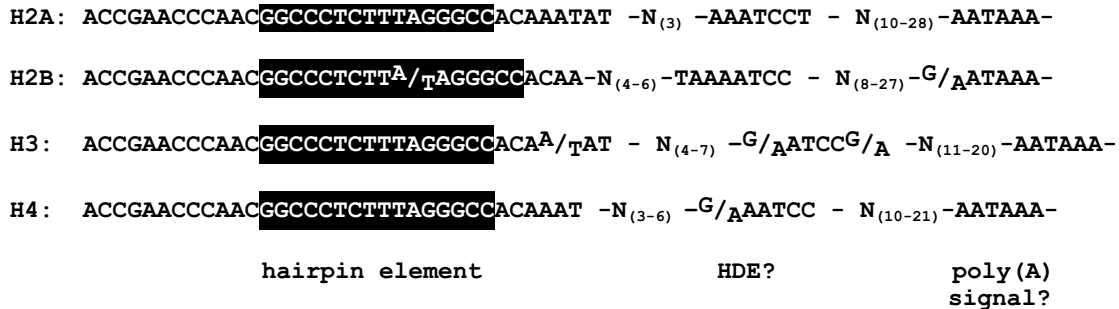 H2A: ACCGAACCCAACGGCCCTCTTTAGGGCCACAAATAT -N(3) -AAATCCT - N(10-28)-AATAAA-
H2B: ACCGAACCCAACGGCCCTCTTA/TAGGGCCACAA-N(4-6)-TAAAATCC - N(8-27)-G/AATAAA-
H3: ACCGAACCCAACGGCCCTCTTTAGGGCCACAA/TAT - N(4-7) -G/AATCCG/A -N(11-20)-AATAAA-
H4: ACCGAACCCAACGGCCCTCTTTAGGGCCACAAAT -N(3-6) -G/AAATCC - N(10-21)-AATAAA-
hairpin element HDE? poly(A)
signal?